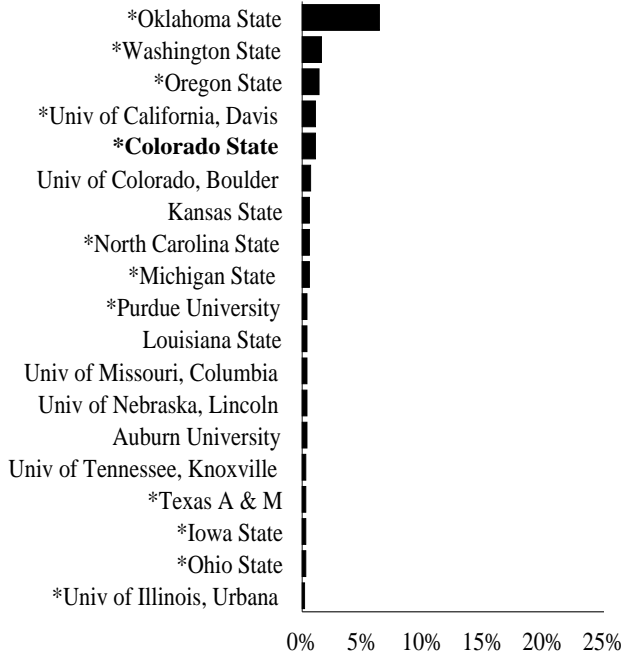 *Oklahoma State
*Washington State
*Oregon State
*Univ of California, Davis
*Colorado State
Univ of Colorado, Boulder
Kansas State
*North Carolina State
*Michigan State
*Purdue University
Louisiana State
Univ of Missouri, Columbia
Univ of Nebraska, Lincoln
Auburn University
Univ of Tennessee, Knoxville
*Texas A & M
*Iowa State
*Ohio State
*Univ of Illinois, Urbana
0% 5% 10% 15% 20% 25%